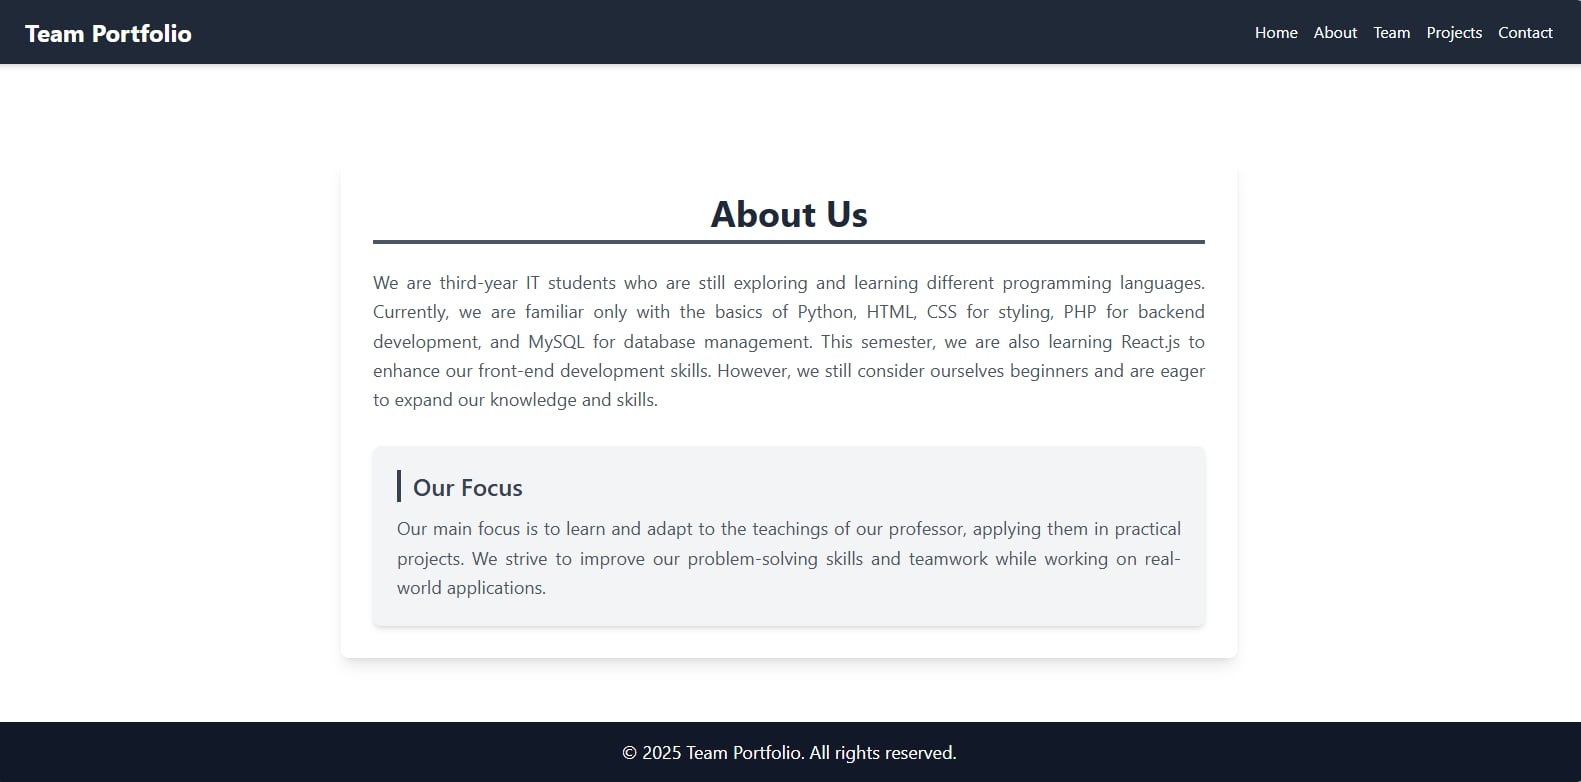 Team Portfolio
Home About Team Projects Contact
About Us
We are third-year IT students who are still exploring and learning different programming languages.
Currently, we are familiar only with the basics of Python, HTML, CSS for styling, PHP for backend
development, and MySQL for database management. This semester, we are also learning React.js to
enhance our front-end development skills. However, we still consider ourselves beginners and are eager
to expand our knowledge and skills.
Our Focus
Our main focus is to learn and adapt to the teachings of our professor, applying them in practical
projects. We strive to improve our problem-solving skills and teamwork while working on real-
world applications.
© 2025 Team Portfolio. All rights reserved.